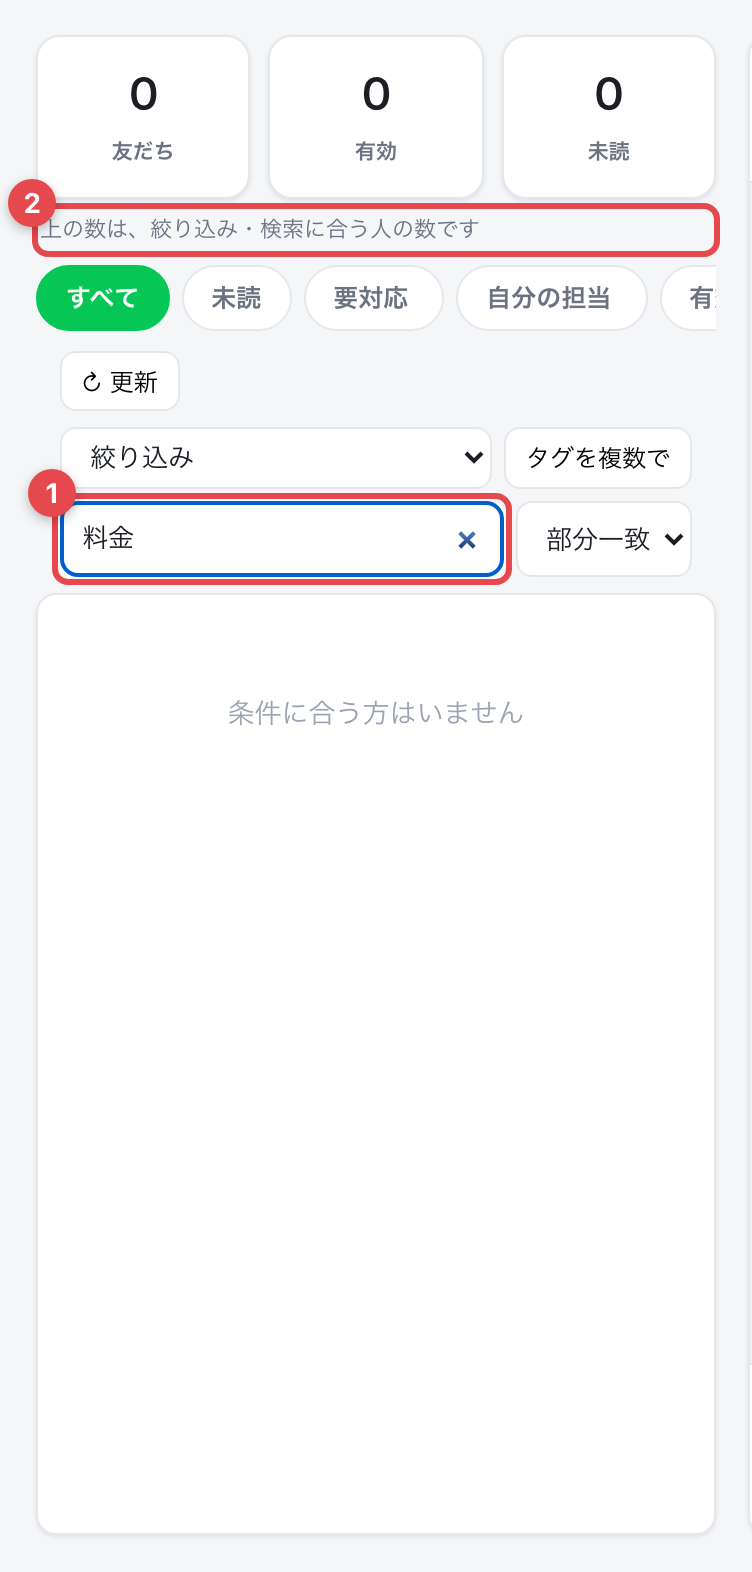 0
友だち
0
有効
0
未読
2
上の数は、絞り込み・検索に合う人の数です
すべて
未読
要対応
自分の担当
有
更新
絞り込み
タグを複数で
1
料金
部分一致
条件に合う方はいません